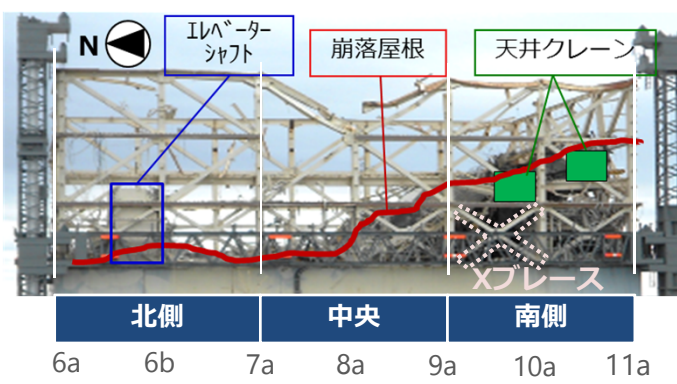 N
ｴﾚﾍﾞｰﾀｰ
ｼｬﾌﾄ
崩落屋根
天井クレーン
Xブレース
北側 中央 南側
6a 6b 7a 8a 9a 10a 11a